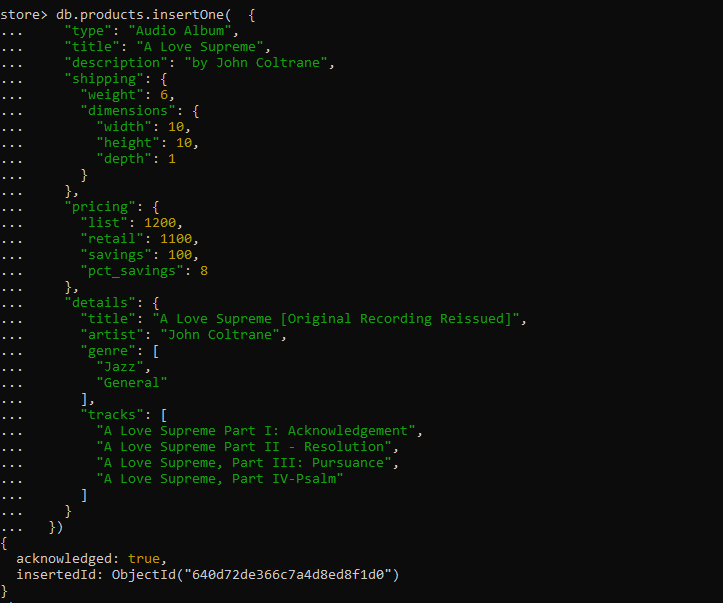 store> db.products.insertOne(  {
...     "type": "Audio Album",
...     "title": "A Love Supreme",
...     "description": "by John Coltrane",
...     "shipping": {
...       "weight": 6,
...       "dimensions": {
...         "width": 10,
...         "height": 10,
...         "depth": 1
...       }
...     },
...     "pricing": {
...       "list": 1200,
...       "retail": 1100,
...       "savings": 100,
...       "pct_savings": 8
...     },
...     "details": {
...       "title": "A Love Supreme [Original Recording Reissued]",
...       "artist": "John Coltrane",
...       "genre": [
...         "Jazz",
...         "General"
...       ],
...       "tracks": [
...         "A Love Supreme Part I: Acknowledgement",
...         "A Love Supreme Part II - Resolution",
...         "A Love Supreme, Part III: Pursuance",
...         "A Love Supreme, Part IV-Psalm"
...       ]
...     }
...   })
{
  acknowledged: true,
  insertedId: ObjectId("640d72de366c7a4d8ed8f1d0")
}